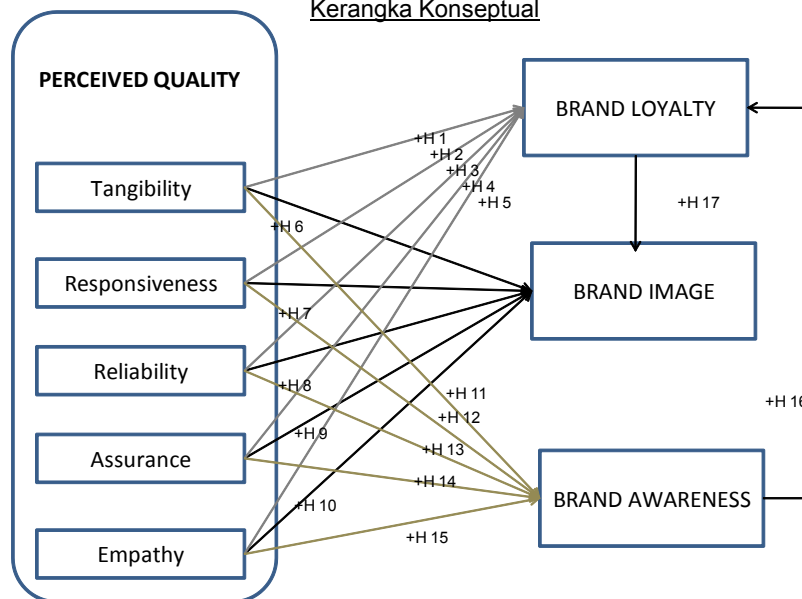 Kerangka Konseptual
PERCEIVED QUALITY
Tangibility
Responsiveness
Reliability
Assurance
Empathy
+H 1
+H 2
+H 3
+H 4
+H 5
+H 6
+H 7
+H 8
+H 9
+H 10
+H 11
+H 12
+H 13
+H 14
+H 15
BRAND LOYALTY
+H 17
BRAND IMAGE
+H 16
BRAND AWARENESS